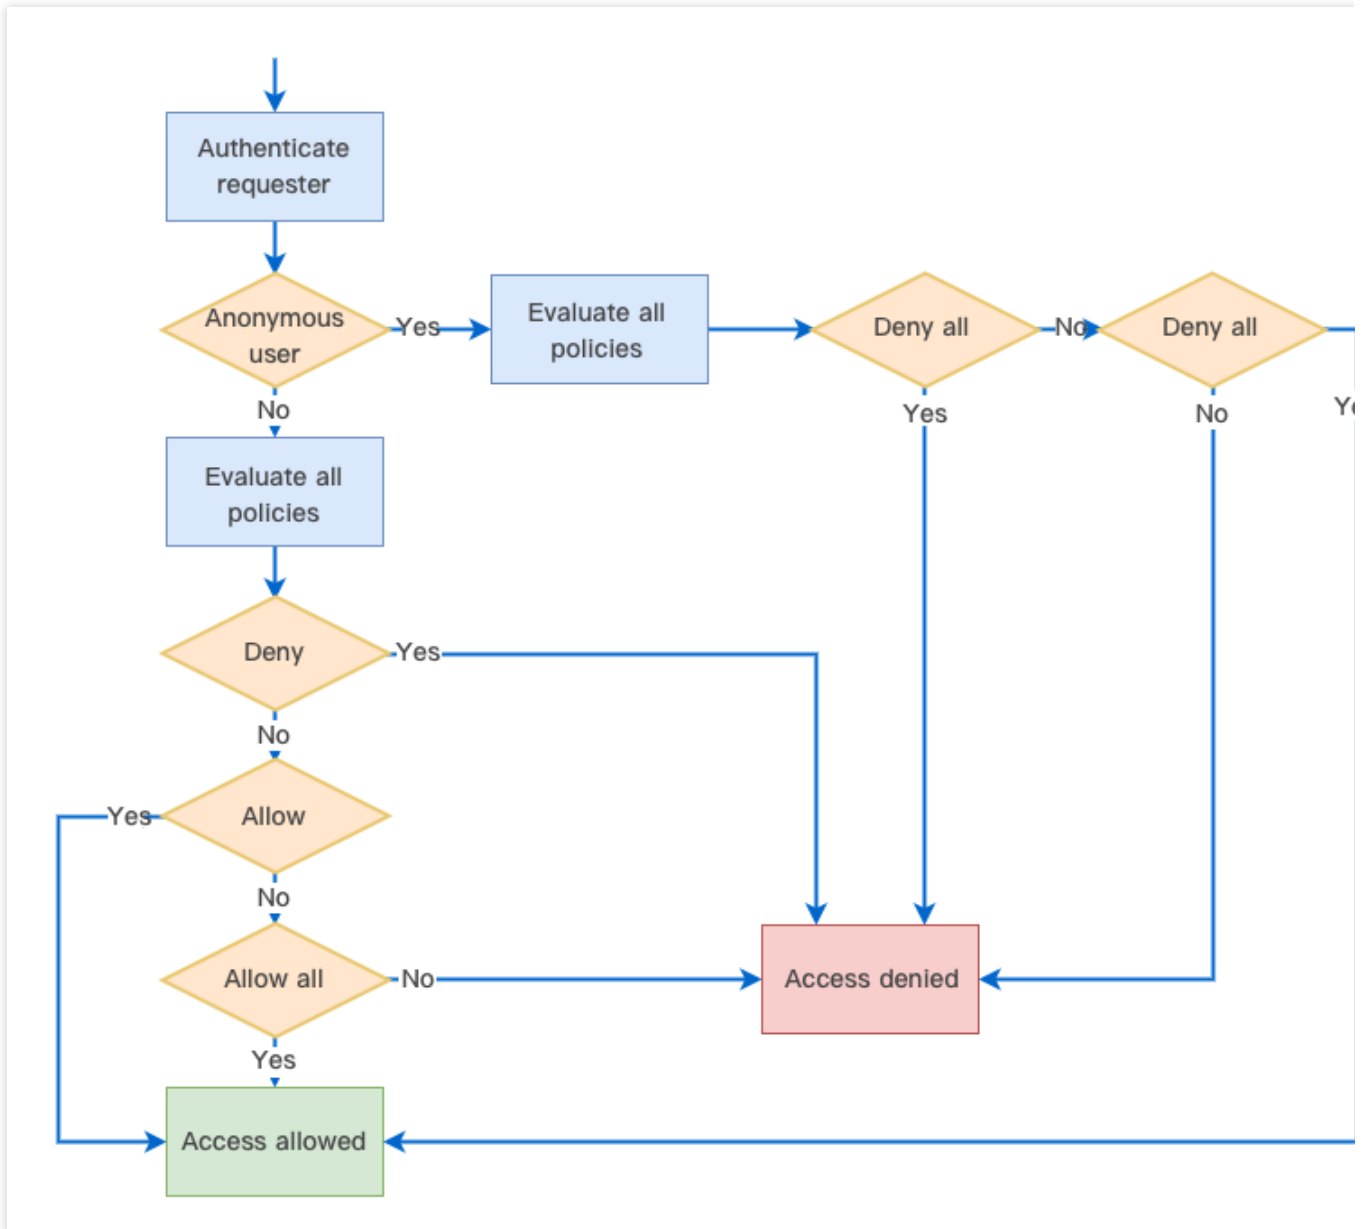 Authenticate
requester
Anonymous
user
Yes
Evaluate all
policies
Deny all
No
Deny all
No
Yes
No
Evaluate all
policies
Deny
Yes
No
Yes
Allow
No
Allow all
No
Access denied
Yes
Access allowed